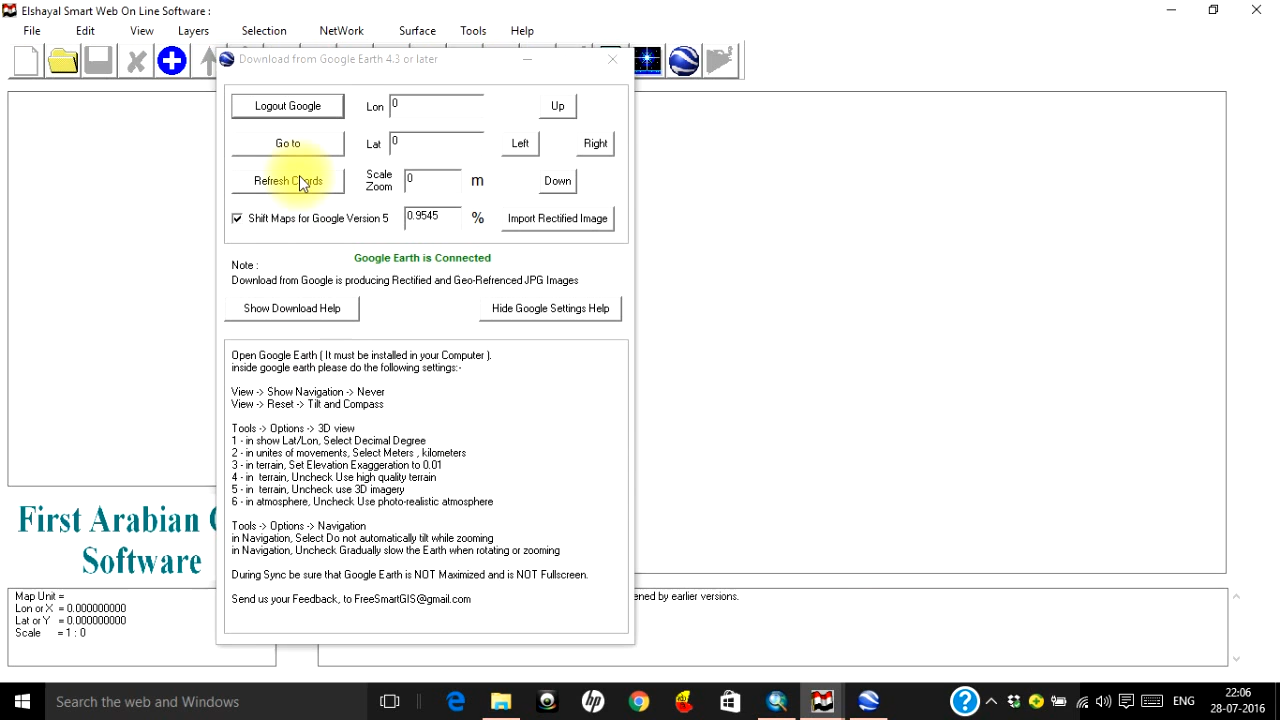 Elshayal Smart Web On Line Software :
File Edit View Layers Selection NetWork Surface Tools Help
Download from Google Earth 4.3 or later
Logout Google Lon 0 Up
Go to Lat 0 Left Right
Refresh Cords Scale Zoom 0 m Down
Shift Maps for Google Version 5 0.9545 % Import Rectified Image
Google Earth is Connected
Note :
Download from Google is producing Rectified and Geo-Refrenced JPG Images
Show Download Help Hide Google Settings Help
Open Google Earth ( It must be installed in your Computer ).
inside google earth please do the following settings:-
View -> Show Navigation -> Never
View -> Reset -> Tilt and Compass
Tools -> Options -> 3D view
1 - in show Lat/Lon, Select Decimal Degree
2 - in unites of movements, Select Meters , kilometers
3 - in terrain, Set Elevation Exaggeration to 0.01
4 - in terrain, Uncheck Use high quality terrain
5 - in terrain, Uncheck use 3D imagery
6 - in atmosphere, Uncheck Use photo-realistic atmosphere
Tools -> Options -> Navigation
in Navigation, Select Do not automatically tilt while zooming
in Navigation, Uncheck Gradually slow the Earth when rotating or zooming
During Sync be sure that Google Earth is NOT Maximized and is NOT Fullscreen.
Send us your Feedback, to FreeSmartGIS@gmail.com
First Arabian
Software
Map Unit =
Lon or X = 0.000000000
Lat or Y = 0.000000000
Scale = 1 : 0
ened by earlier versions.
Search the web and Windows
ENG
22:06
28-07-2016